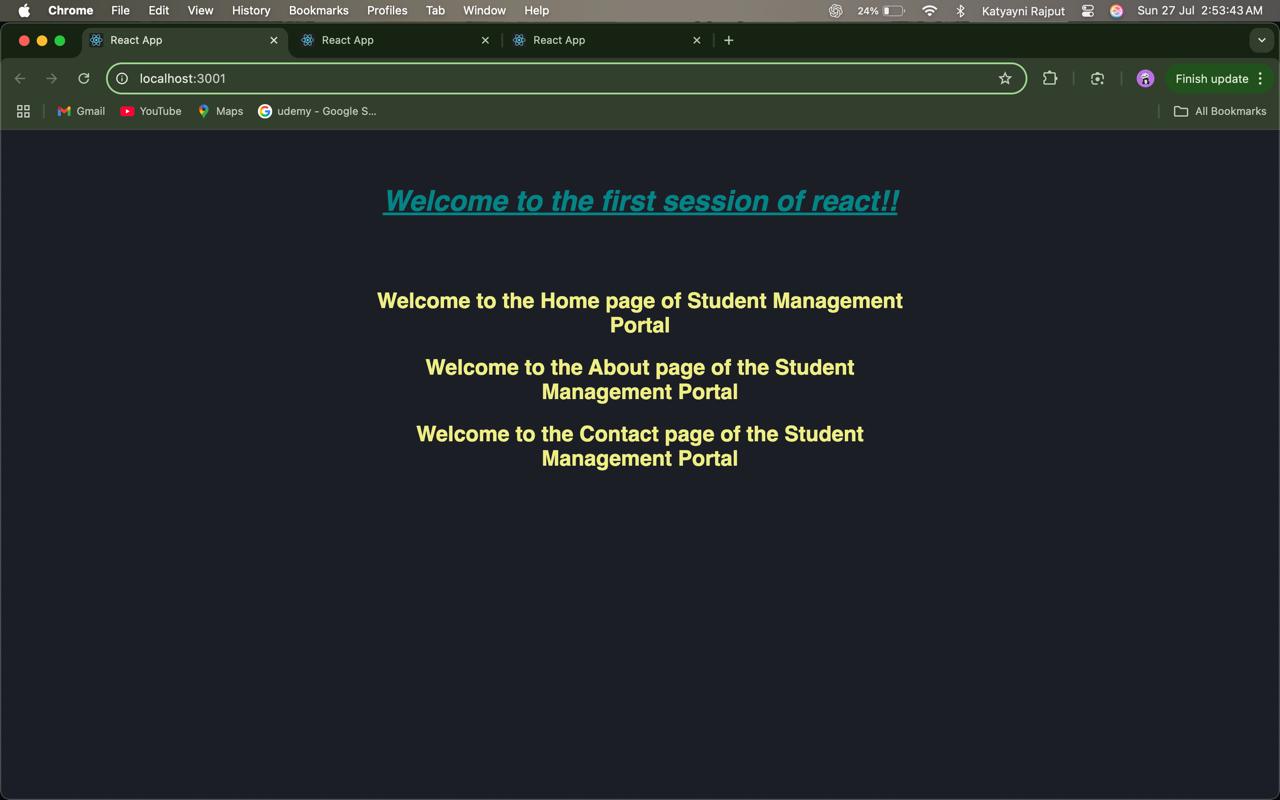 Chrome File Edit View History Bookmarks Profiles Tab Window Help 24% Katyayni Rajput Sun 27 Jul 2:53:43 AM
React App React App React App
localhost:3001 Finish update
Gmail YouTube Maps udemy - Google S... All Bookmarks
Welcome to the first session of react!!
Welcome to the Home page of Student Management
Portal
Welcome to the About page of the Student
Management Portal
Welcome to the Contact page of the Student
Management Portal